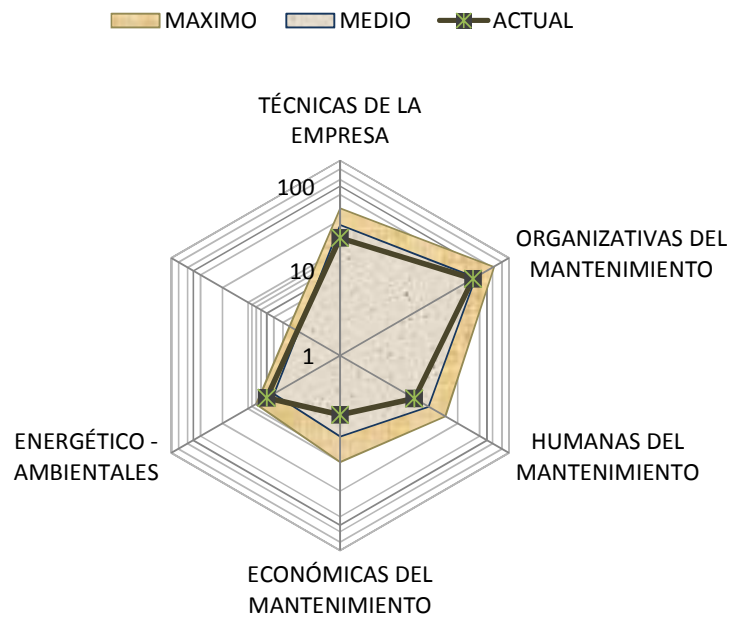 MAXIMO MEDIO ACTUAL
TÉCNICAS DE LA
EMPRESA
100
ORGANIZATIVAS DEL
MANTENIMIENTO
10
1
ENERGÉTICO -
AMBIENTALES
HUMANAS DEL
MANTENIMIENTO
ECONÓMICAS DEL
MANTENIMIENTO